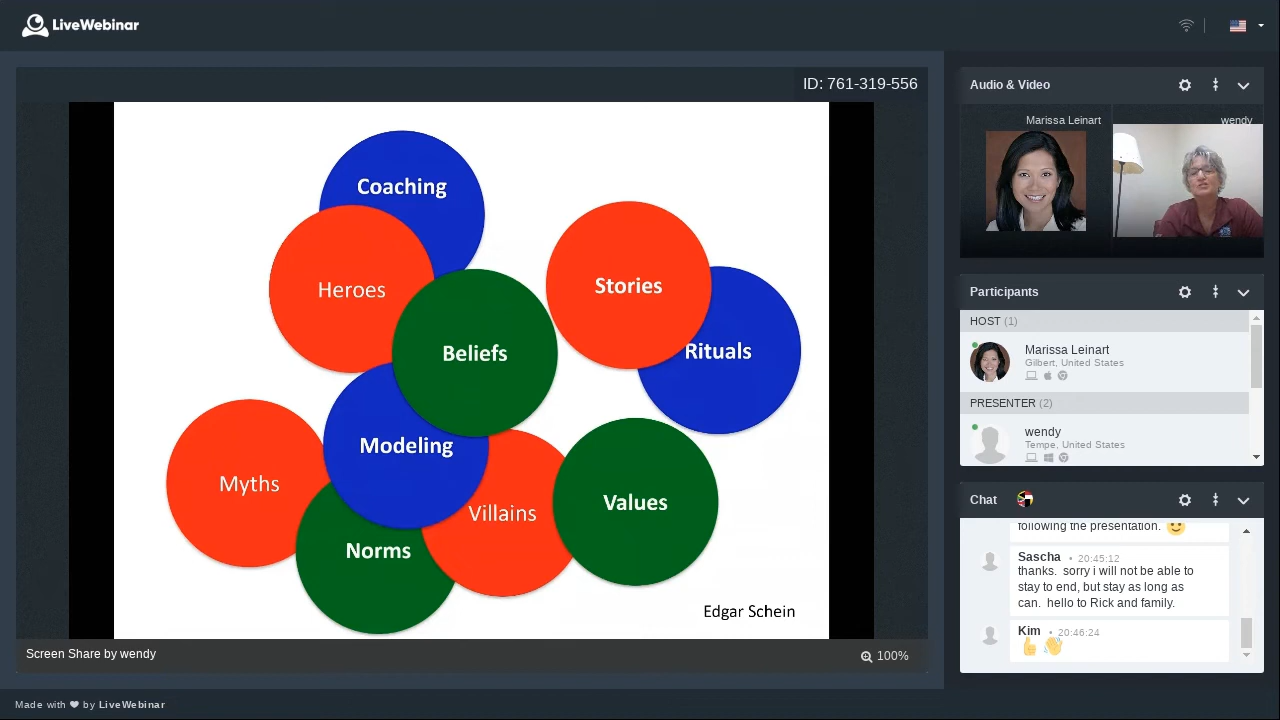 LiveWebinar
ID: 761-319-556
Coaching
Heroes
Stories
Beliefs
Rituals
Modeling
Myths
Villains
Values
Norms
Edgar Schein
Screen Share by wendy
100%
Made with ❤ by LiveWebinar
Audio & Video
Marissa Leinart
wendy
Participants
HOST (1)
Marissa Leinart
Gilbert, United States
PRESENTER (2)
wendy
Tempe, United States
Chat
following the presentation. 🙂
Sascha • 20:45:12
thanks. sorry i will not be able to
stay to end, but stay as long as
can. hello to Rick and family.
Kim • 20:46:24
👍 👋